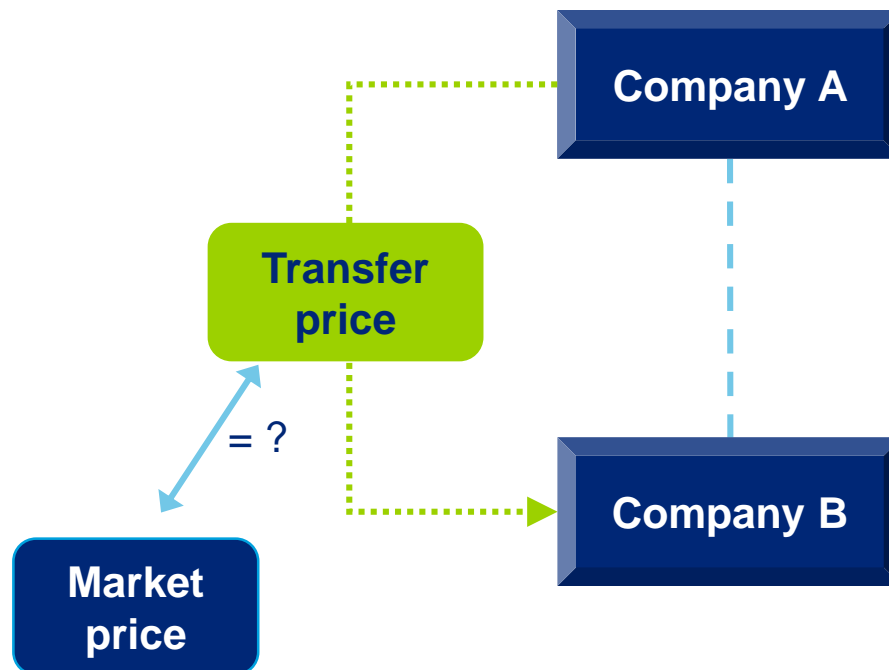 Company A
Transfer
price
= ?
Company B
Market
price